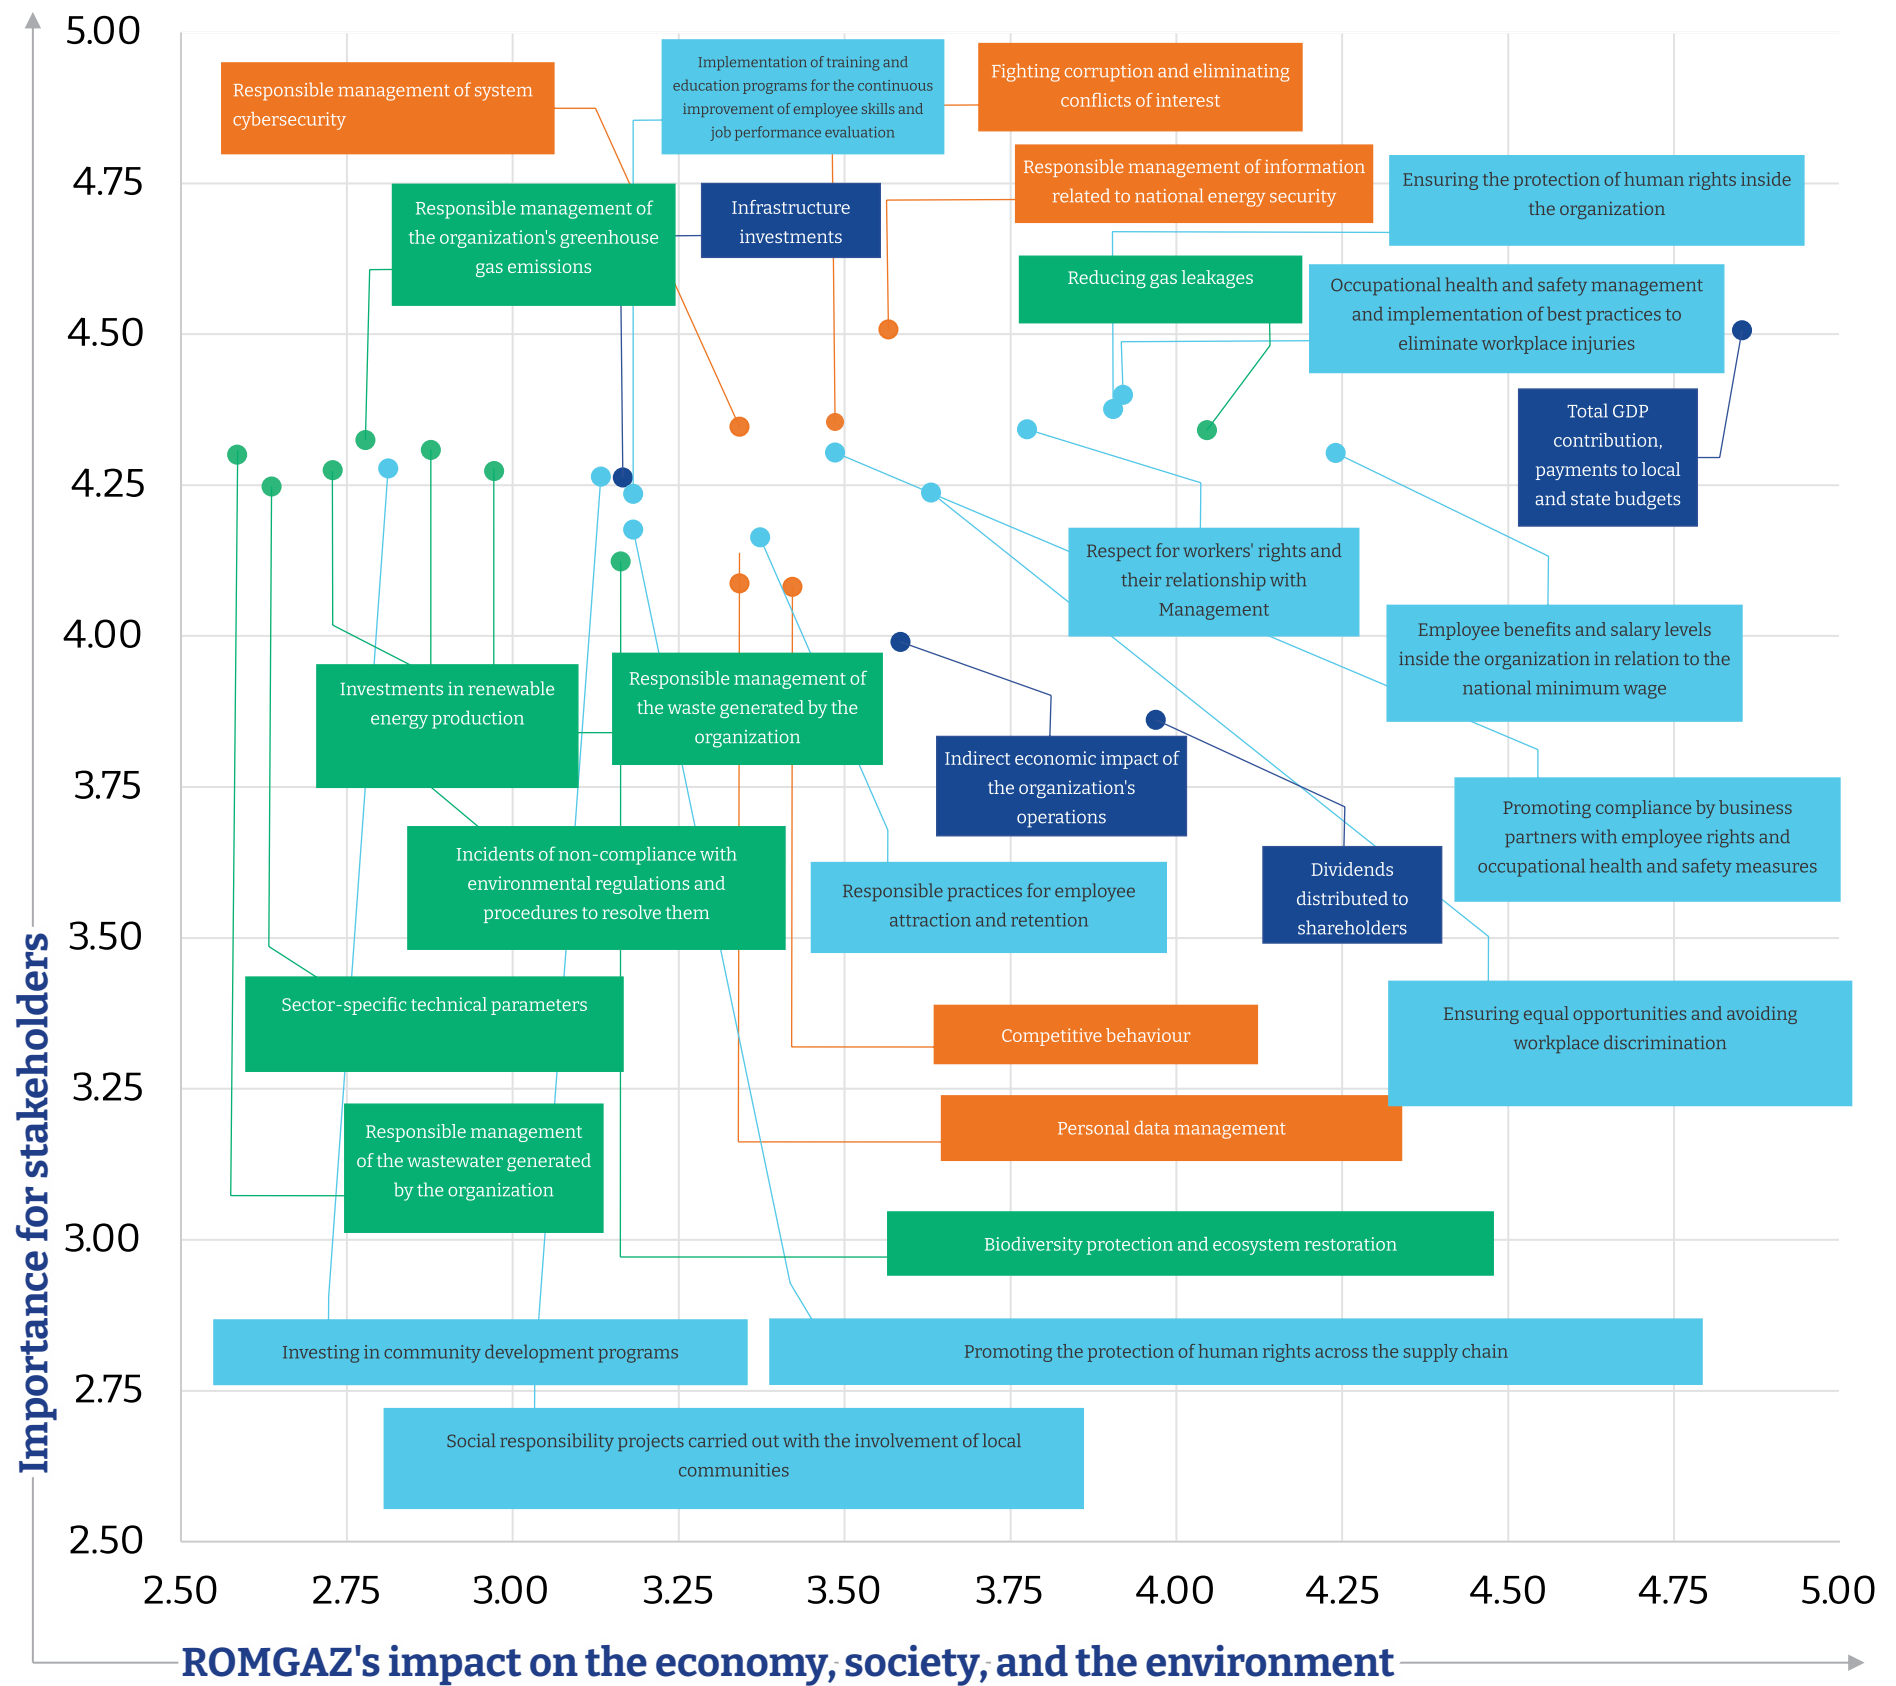 5.00
4.75
4.50
4.25
4.00
3.75
3.50
3.25
3.00
2.75
2.50
Importance for stakeholders
Responsible management of system
cybersecurity
Implementation of training and
education programs for the continuous
improvement of employee skills and
job performance evaluation
Fighting corruption and eliminating
conflicts of interest
Responsible management of information
related to national energy security
Ensuring the protection of human rights inside
the organization
Responsible management of
the organization's greenhouse
gas emissions
Infrastructure
investments
Reducing gas leakages
Occupational health and safety management
and implementation of best practices to
eliminate workplace injuries
Total GDP
contribution,
payments to local
and state budgets
Respect for workers' rights and
their relationship with
Management
Employee benefits and salary levels
inside the organization in relation to the
national minimum wage
Investments in renewable
energy production
Responsible management of
the waste generated by the
organization
Indirect economic impact of
the organization's
operations
Promoting compliance by business
partners with employee rights and
occupational health and safety measures
Incidents of non-compliance with
environmental regulations and
procedures to resolve them
Responsible practices for employee
attraction and retention
Dividends
distributed to
shareholders
Sector-specific technical parameters
Competitive behaviour
Ensuring equal opportunities and avoiding
workplace discrimination
Personal data management
Responsible management
of the wastewater generated
by the organization
Biodiversity protection and ecosystem restoration
Investing in community development programs
Promoting the protection of human rights across the supply chain
Social responsibility projects carried out with the involvement of local
communities
2.50 2.75 3.00 3.25 3.50 3.75 4.00 4.25 4.50 4.75 5.00
ROMGAZ's impact on the economy, society, and the environment